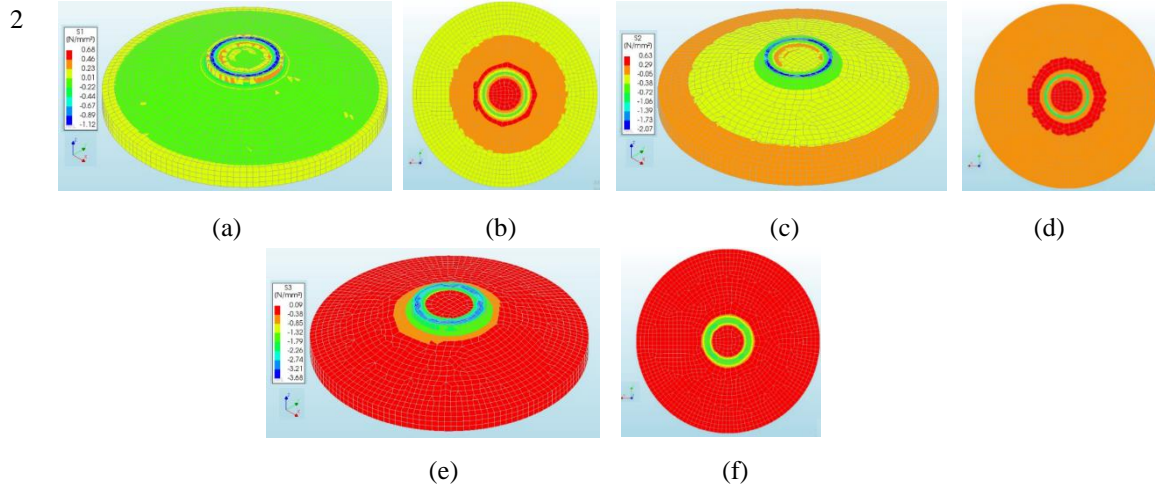 2
S1
[N/mm²]
0.68
0.46
0.23
0.01
-0.21
-0.44
-0.67
-0.89
-1.12
S2
[N/mm²]
0.63
0.29
-0.05
-0.38
-0.72
-1.06
-1.39
-1.73
-2.07
(a)
(b)
(c)
(d)
S3
[N/mm²]
0.09
-0.38
-0.85
-1.32
-1.79
-2.26
-2.74
-3.21
-3.68
(e)
(f)